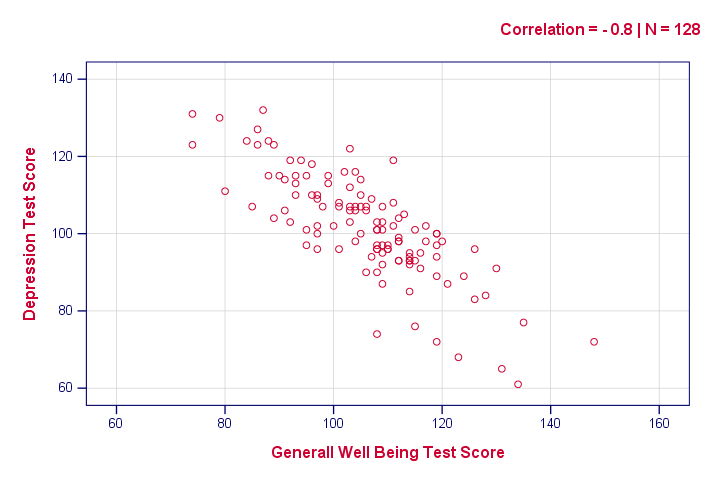 Correlation = - 0.8 | N = 128
Depression Test Score
140
120
100
80
60
60 80 100 120 140 160
Generall Well Being Test Score